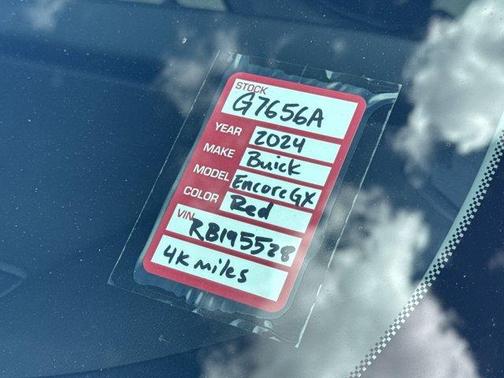 STOCK
G7656A
YEAR 2024
MAKE Buick
MODEL Encore GX
COLOR Red
VIN RB195528
4K miles